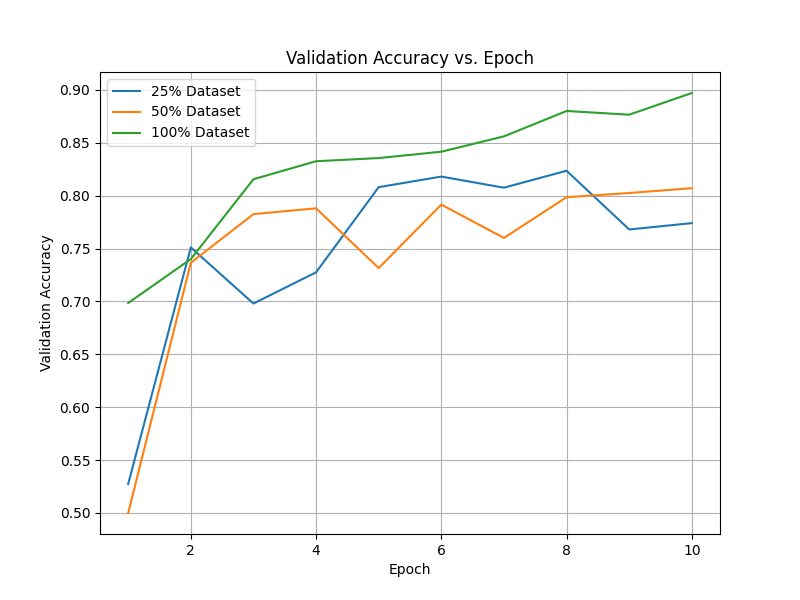 Validation Accuracy vs. Epoch
25% Dataset
50% Dataset
100% Dataset
Validation Accuracy
0.90
0.85
0.80
0.75
0.70
0.65
0.60
0.55
0.50
2 4 6 8 10
Epoch